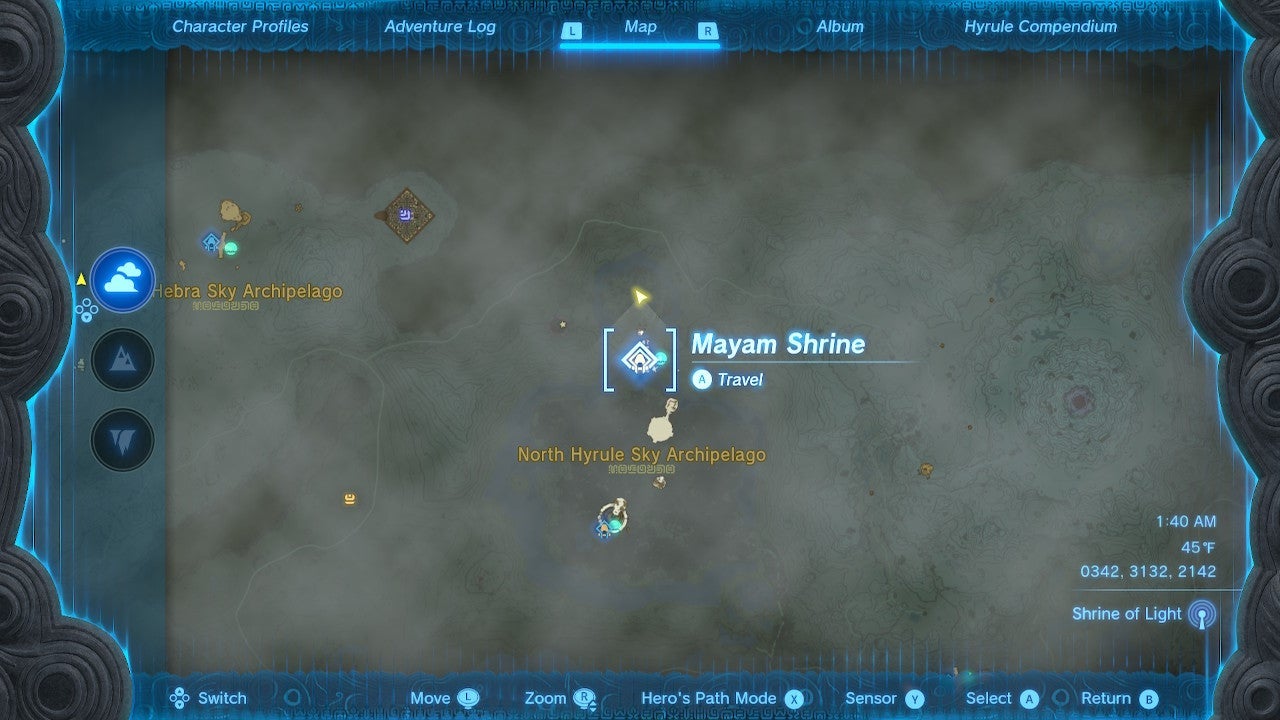 Character Profiles
Adventure Log
L
Map
R
Album
Hyrule Compendium
Hebra Sky Archipelago
Mayam Shrine
A Travel
North Hyrule Sky Archipelago
1:40 AM
45°F
0342, 3132, 2142
Shrine of Light
Switch
Move L
Zoom R
Hero's Path Mode X
Sensor Y
Select A
Return B